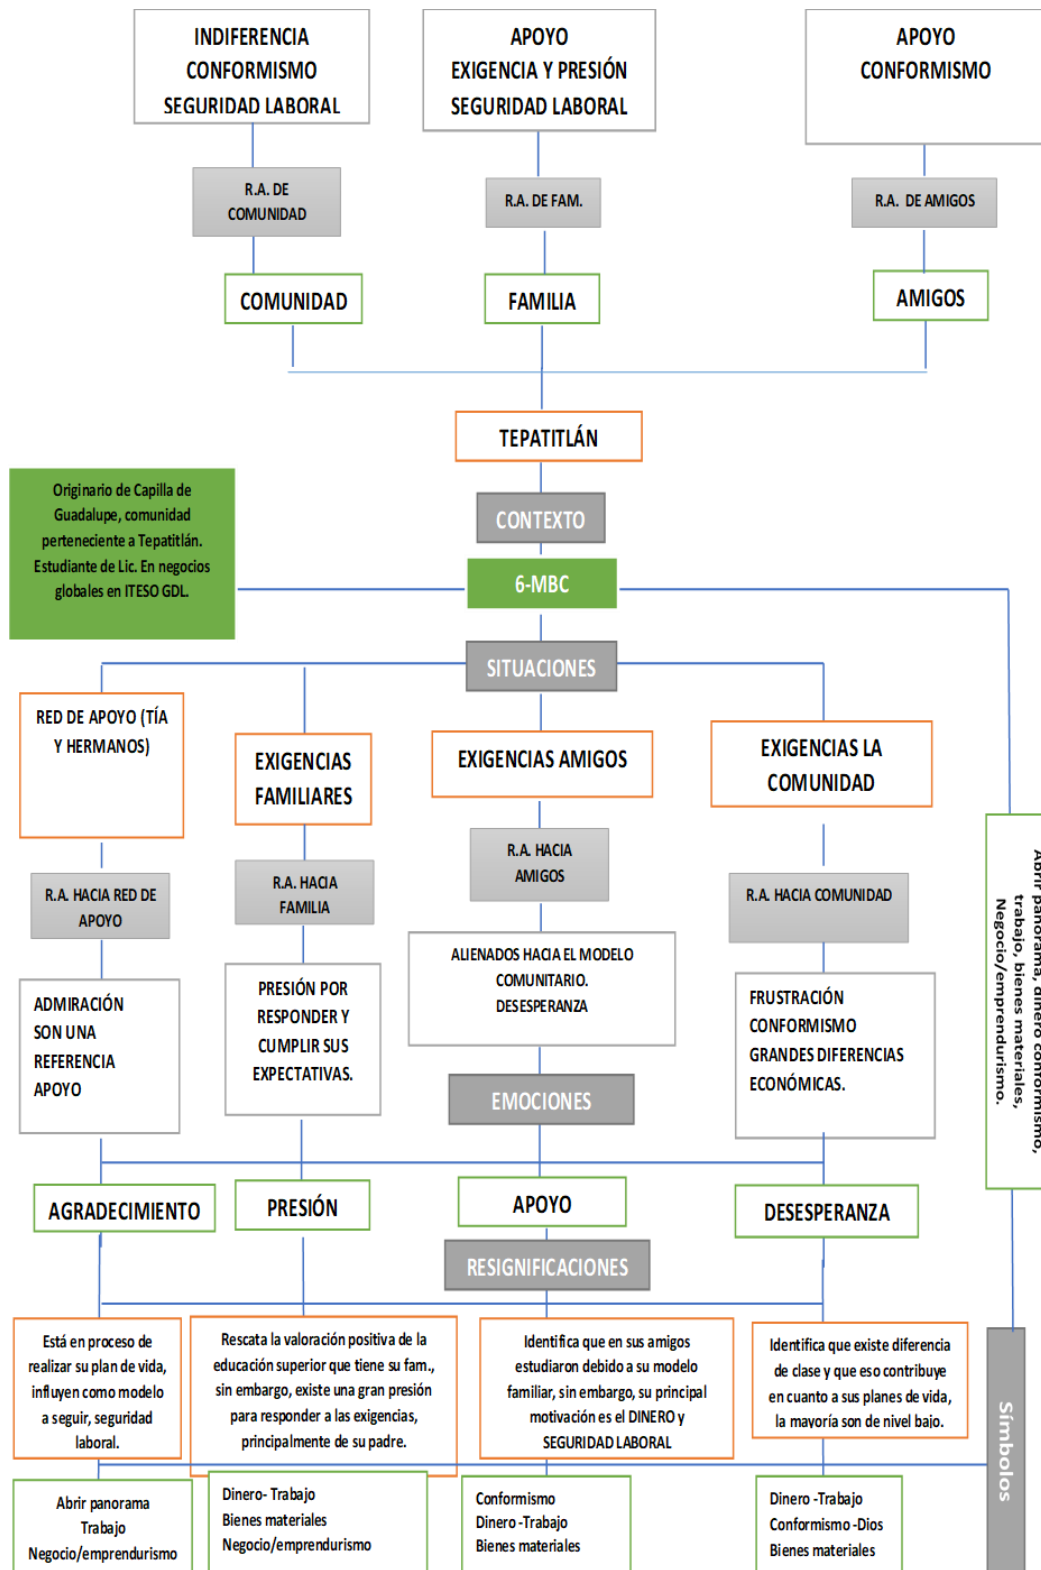 INDIFERENCIA
CONFORMISMO
SEGURIDAD LABORAL
APOYO
EXIGENCIA Y PRESIÓN
SEGURIDAD LABORAL
APOYO
CONFORMISMO
R.A. DE
COMUNIDAD
R.A. DE FAM.
R.A. DE AMIGOS
COMUNIDAD
FAMILIA
AMIGOS
TEPATITLÁN
CONTEXTO
Originario de Capilla de
Guadalupe, comunidad
perteneciente a Tepatitlán.
Estudiante de Lic. En negocios
globales en ITESO GDL.
6-MBC
SITUACIONES
RED DE APOYO (TÍA
Y HERMANOS)
EXIGENCIAS
FAMILIARES
EXIGENCIAS AMIGOS
EXIGENCIAS LA
COMUNIDAD
R.A. HACIA RED DE
APOYO
R.A. HACIA
FAMILIA
R.A. HACIA
AMIGOS
R.A. HACIA COMUNIDAD
Abrir panorama, dinero conformismo,
trabajo, bienes materiales,
Negocio/emprendurismo.
ADMIRACIÓN
SON UNA
REFERENCIA
APOYO
PRESIÓN POR
RESPONDER Y
CUMPLIR SUS
EXPECTATIVAS.
ALIENADOS HACIA EL MODELO
COMUNITARIO.
DESESPERANZA
FRUSTRACIÓN
CONFORMISMO
GRANDES DIFERENCIAS
ECONÓMICAS.
EMOCIONES
AGRADECIMIENTO
PRESIÓN
APOYO
DESESPERANZA
RESIGNIFICACIONES
Está en proceso de
realizar su plan de vida,
influyen como modelo
a seguir, seguridad
laboral.
Rescata la valoración positiva de la
educación superior que tiene su fam.,
sin embargo, existe una gran presión
para responder a las exigencias,
principalmente de su padre.
Identifica que en sus amigos
estudiaron debido a su modelo
familiar, sin embargo, su principal
motivación es el DINERO y
SEGURIDAD LABORAL
Identifica que existe diferencia
de clase y que eso contribuye
en cuanto a sus planes de vida,
la mayoría son de nivel bajo.
Símbolos
Abrir panorama
Trabajo
Negocio/emprendurismo
Dinero- Trabajo
Bienes materiales
Negocio/emprendurismo
Conformismo
Dinero -Trabajo
Bienes materiales
Dinero -Trabajo
Conformismo -Dios
Bienes materiales